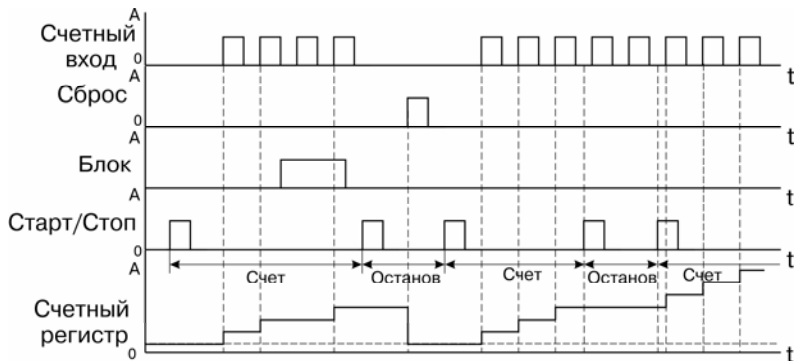 A
Счетный
вход
0
t
A
Сброс
0
t
A
Блок
t
A
Старт/Стоп
0
t
A
Счет
Останов
Счет
Останов
Счет
Счетный
регистр
0
t